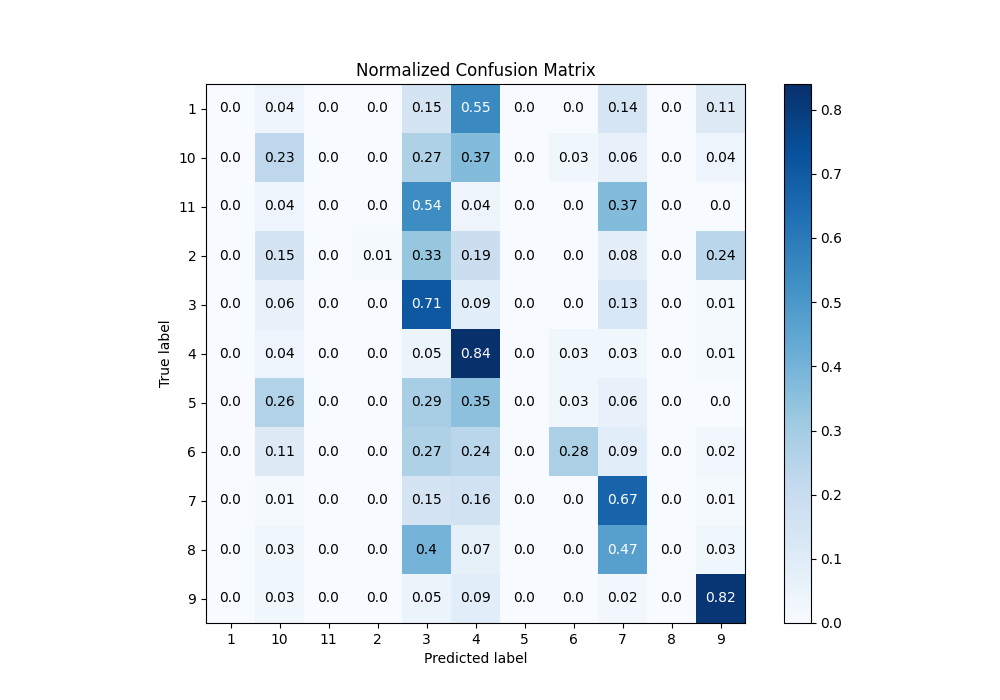 Normalized Confusion Matrix
1 0.0 0.04 0.0 0.0 0.15 0.55 0.0 0.0 0.14 0.0 0.11
10 0.0 0.23 0.0 0.0 0.27 0.37 0.0 0.03 0.06 0.0 0.04
11 0.0 0.04 0.0 0.0 0.54 0.04 0.0 0.0 0.37 0.0 0.0
2 0.0 0.15 0.0 0.01 0.33 0.19 0.0 0.0 0.08 0.0 0.24
3 0.0 0.06 0.0 0.0 0.71 0.09 0.0 0.0 0.13 0.0 0.01
4 0.0 0.04 0.0 0.0 0.05 0.84 0.0 0.03 0.03 0.0 0.01
5 0.0 0.26 0.0 0.0 0.29 0.35 0.0 0.03 0.06 0.0 0.0
6 0.0 0.11 0.0 0.0 0.27 0.24 0.0 0.28 0.09 0.0 0.02
7 0.0 0.01 0.0 0.0 0.15 0.16 0.0 0.0 0.67 0.0 0.01
8 0.0 0.03 0.0 0.0 0.4 0.07 0.0 0.0 0.47 0.0 0.03
9 0.0 0.03 0.0 0.0 0.05 0.09 0.0 0.0 0.02 0.0 0.82
1 10 11 2 3 4 5 6 7 8 9
Predicted label
True label
0.8
0.7
0.6
0.5
0.4
0.3
0.2
0.1
0.0